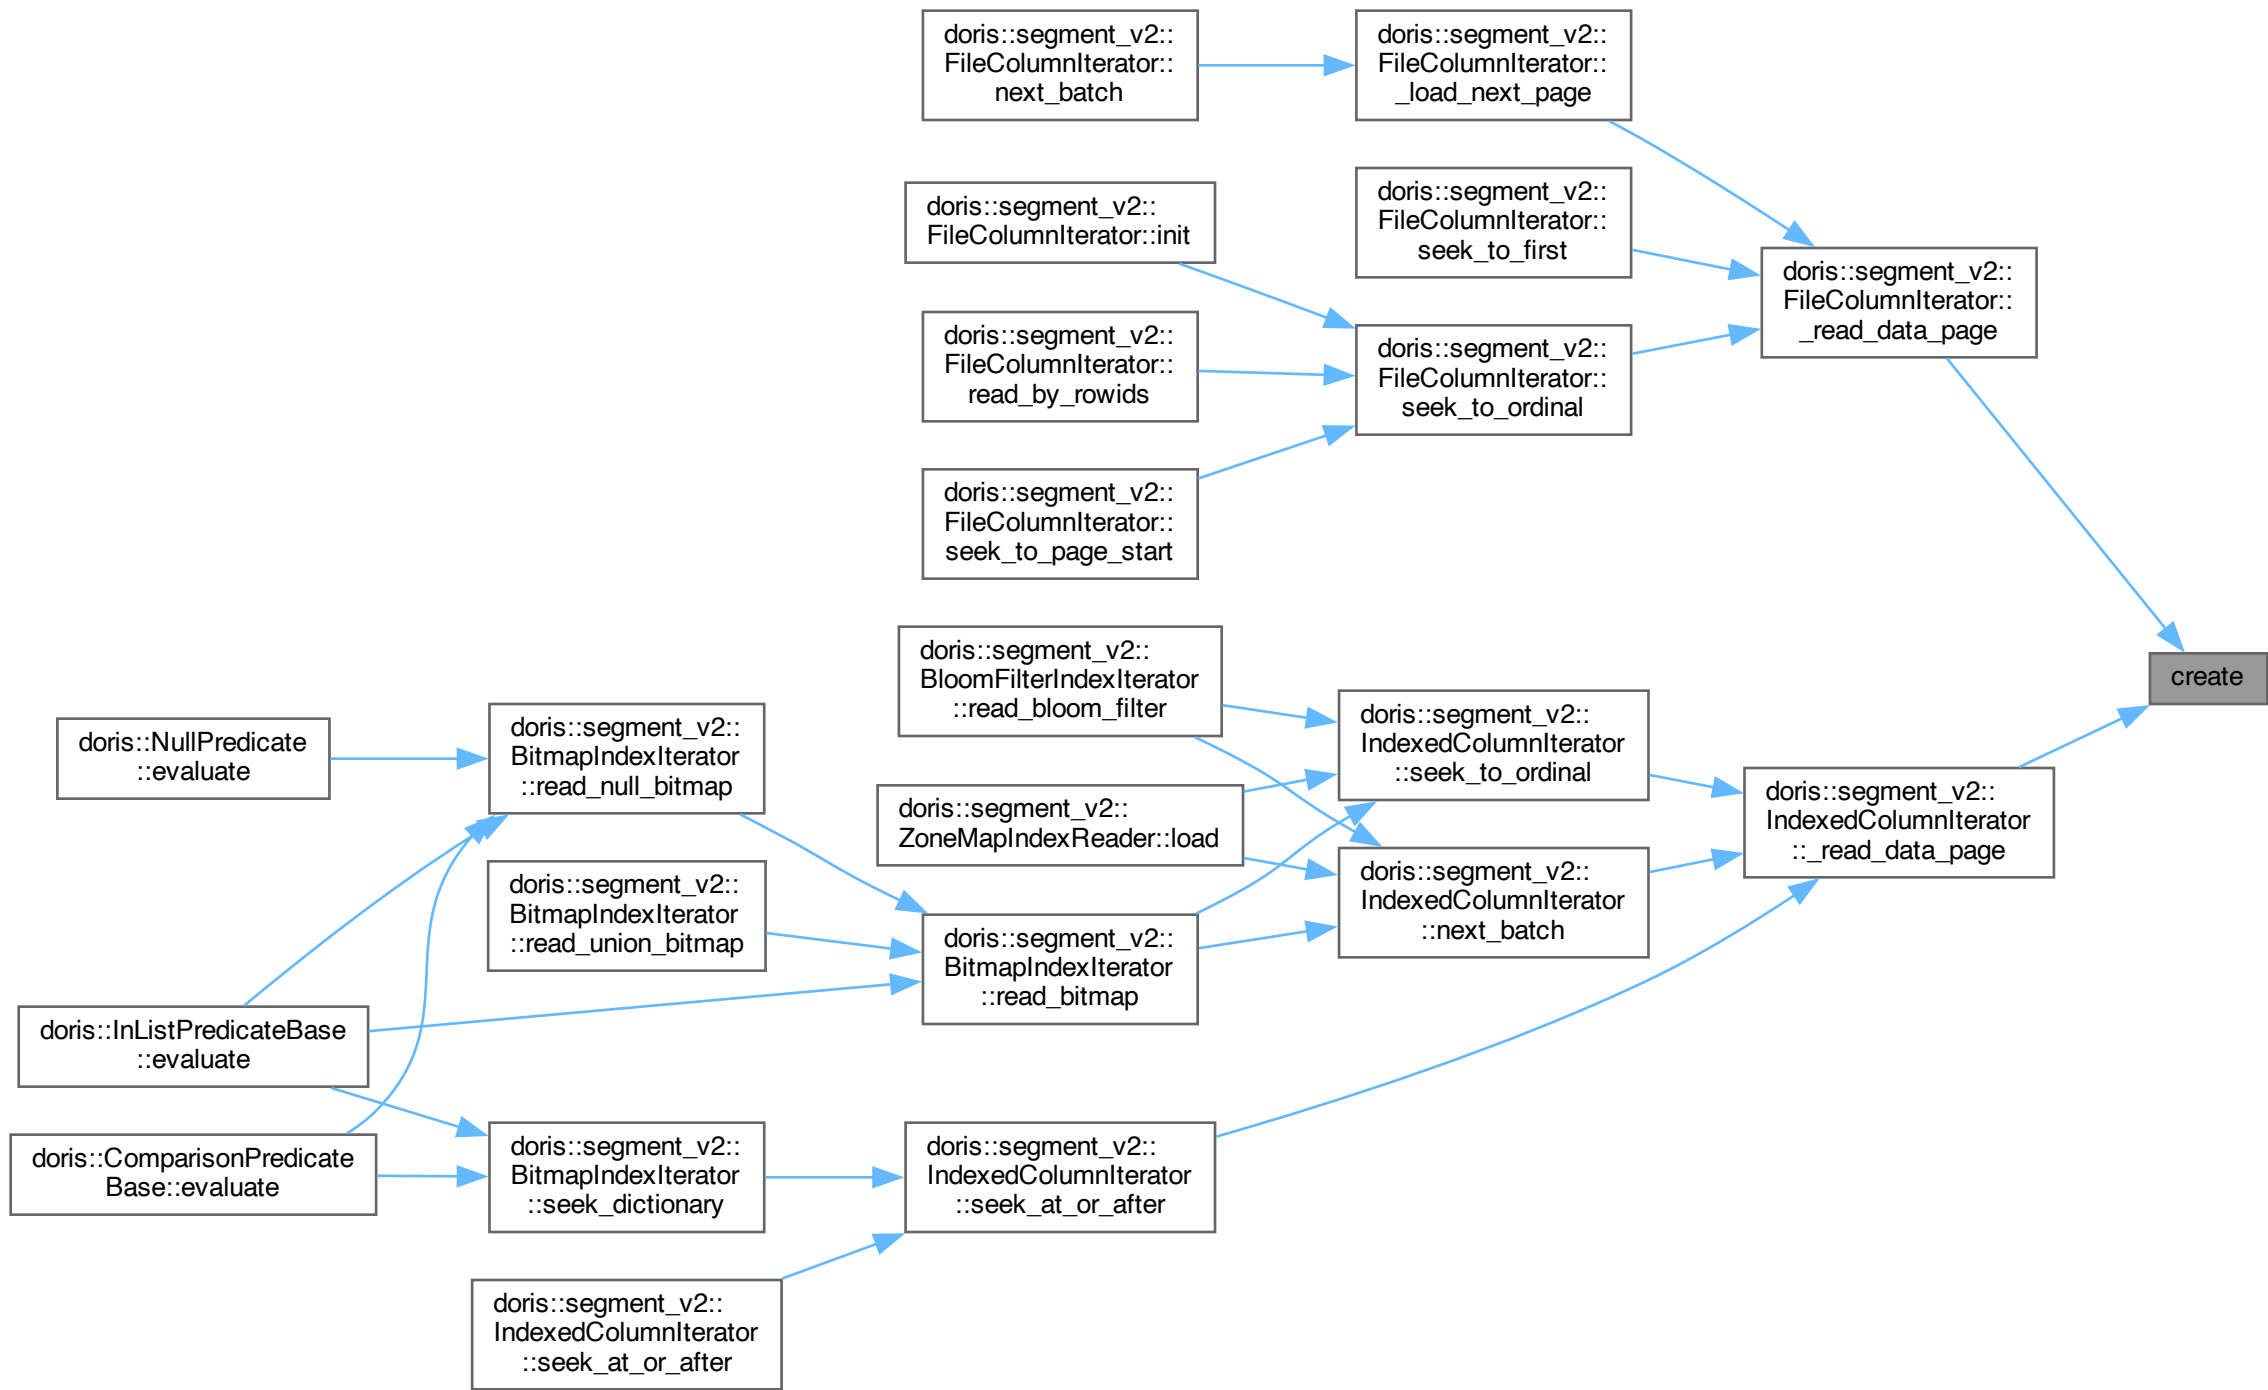 doris::segment_v2::
FileColumnIterator::
next_batch
doris::segment_v2::
FileColumnIterator::
_load_next_page
doris::segment_v2::
FileColumnIterator::init
doris::segment_v2::
FileColumnIterator::
seek_to_first
doris::segment_v2::
FileColumnIterator::
_read_data_page
doris::segment_v2::
FileColumnIterator::
read_by_rowids
doris::segment_v2::
FileColumnIterator::
seek_to_ordinal
doris::segment_v2::
FileColumnIterator::
seek_to_page_start
create
doris::segment_v2::
BloomFilterIndexIterator
::read_bloom_filter
doris::segment_v2::
IndexedColumnIterator
::seek_to_ordinal
doris::NullPredicate
::evaluate
doris::segment_v2::
BitmapIndexIterator
::read_null_bitmap
doris::segment_v2::
ZoneMapIndexReader::load
doris::segment_v2::
IndexedColumnIterator
::_read_data_page
doris::segment_v2::
BitmapIndexIterator
::read_union_bitmap
doris::segment_v2::
IndexedColumnIterator
::next_batch
doris::segment_v2::
BitmapIndexIterator
::read_bitmap
doris::InListPredicateBase
::evaluate
doris::ComparisonPredicate
Base::evaluate
doris::segment_v2::
BitmapIndexIterator
::seek_dictionary
doris::segment_v2::
IndexedColumnIterator
::seek_at_or_after
doris::segment_v2::
IndexedColumnIterator
::seek_at_or_after